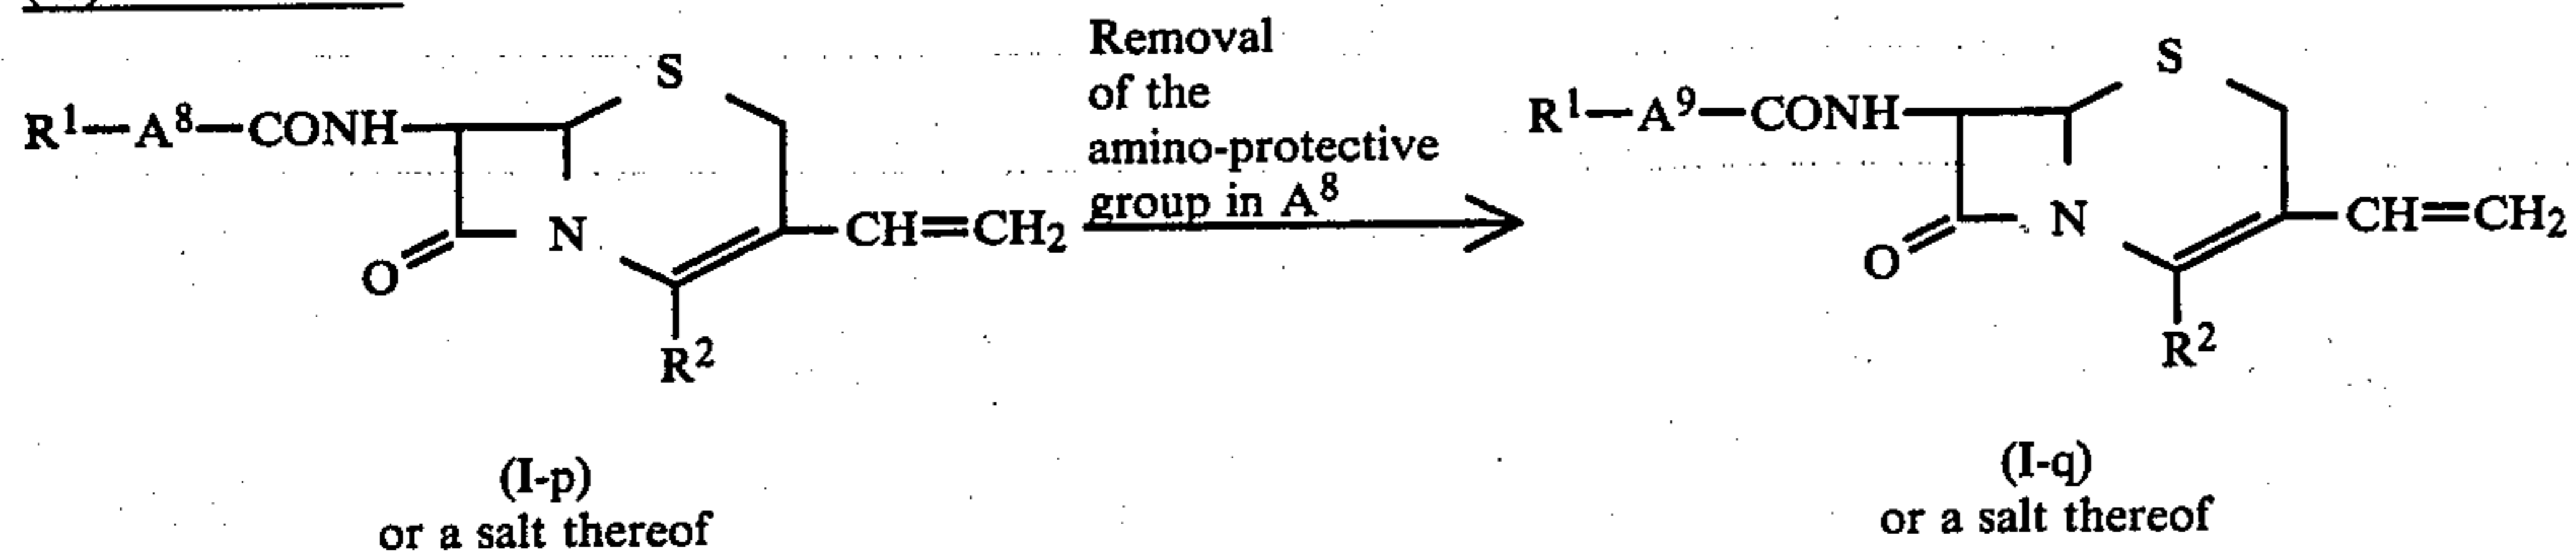 R¹—A⁸—CONH
S
N
O
CH=CH₂
R²
(I-p)
or a salt thereof
Removal
of the
amino-protective
group in A⁸
R¹—A⁹—CONH
S
N
O
CH=CH₂
R²
(I-q)
or a salt thereof